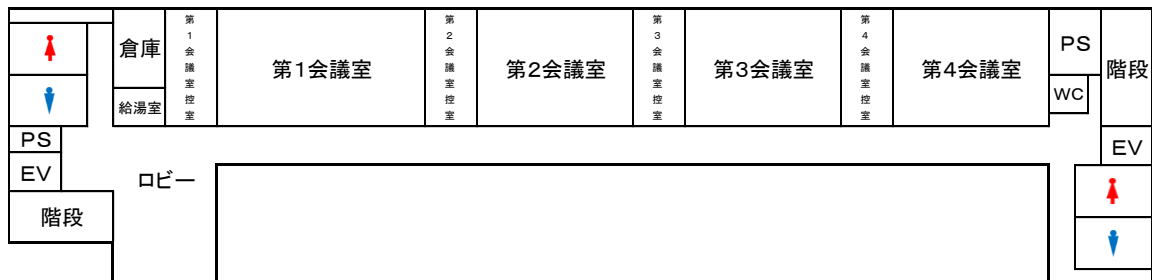 倉庫
給湯室
第1会議室控室
第1会議室
第2会議室控室
第2会議室
第3会議室控室
第3会議室
第4会議室控室
第4会議室
PS
WC
階段
EV
PS
EV
階段
ロビー